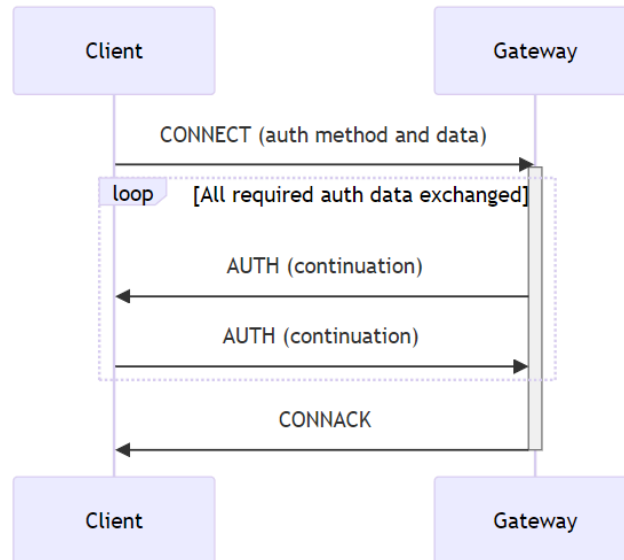 Client
Gateway
CONNECT (auth method and data)
loop
[All required auth data exchanged]
AUTH (continuation)
AUTH (continuation)
CONNACK
Client
Gateway